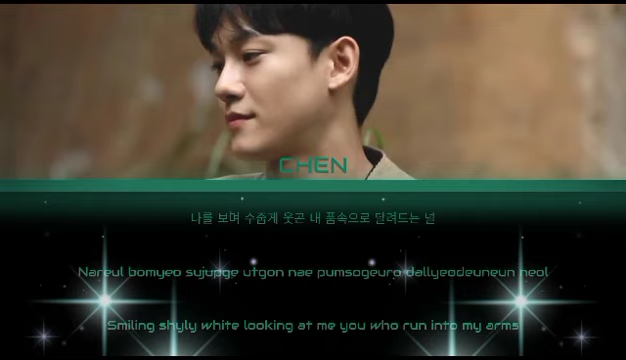 CHEN
나를 보며 수줍게 웃곤 내 품속으로 달려드는 널
Nareul bomyeo sujupge utgon nae pumsogeuro dallyeodeuneun neol
Smiling shyly white looking at me you who run into my arms